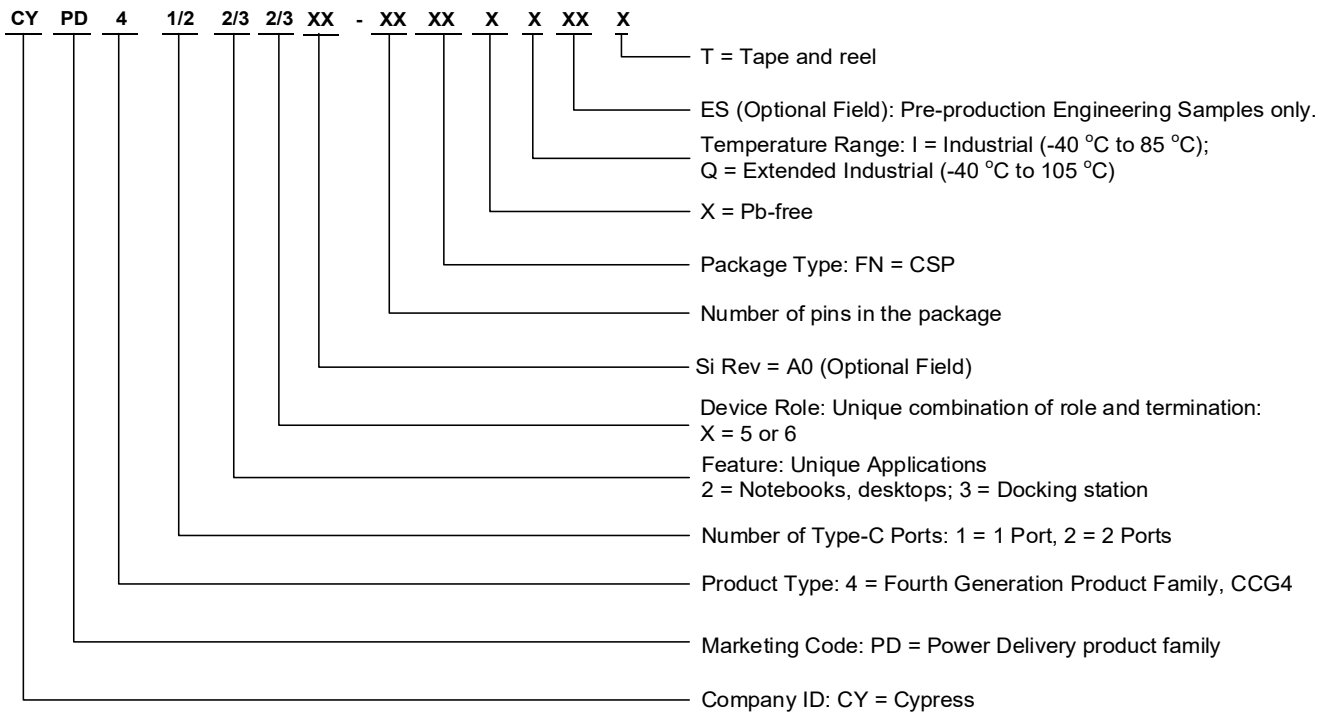 CY PD 4 1/2 2/3 2/3 XX - XX XX X X XX X
T = Tape and reel
ES (Optional Field): Pre-production Engineering Samples only.
Temperature Range: I = Industrial (-40 °C to 85 °C);
Q = Extended Industrial (-40 °C to 105 °C)
X = Pb-free
Package Type: FN = CSP
Number of pins in the package
Si Rev = A0 (Optional Field)
Device Role: Unique combination of role and termination:
X = 5 or 6
Feature: Unique Applications
2 = Notebooks, desktops; 3 = Docking station
Number of Type-C Ports: 1 = 1 Port, 2 = 2 Ports
Product Type: 4 = Fourth Generation Product Family, CCG4
Marketing Code: PD = Power Delivery product family
Company ID: CY = Cypress